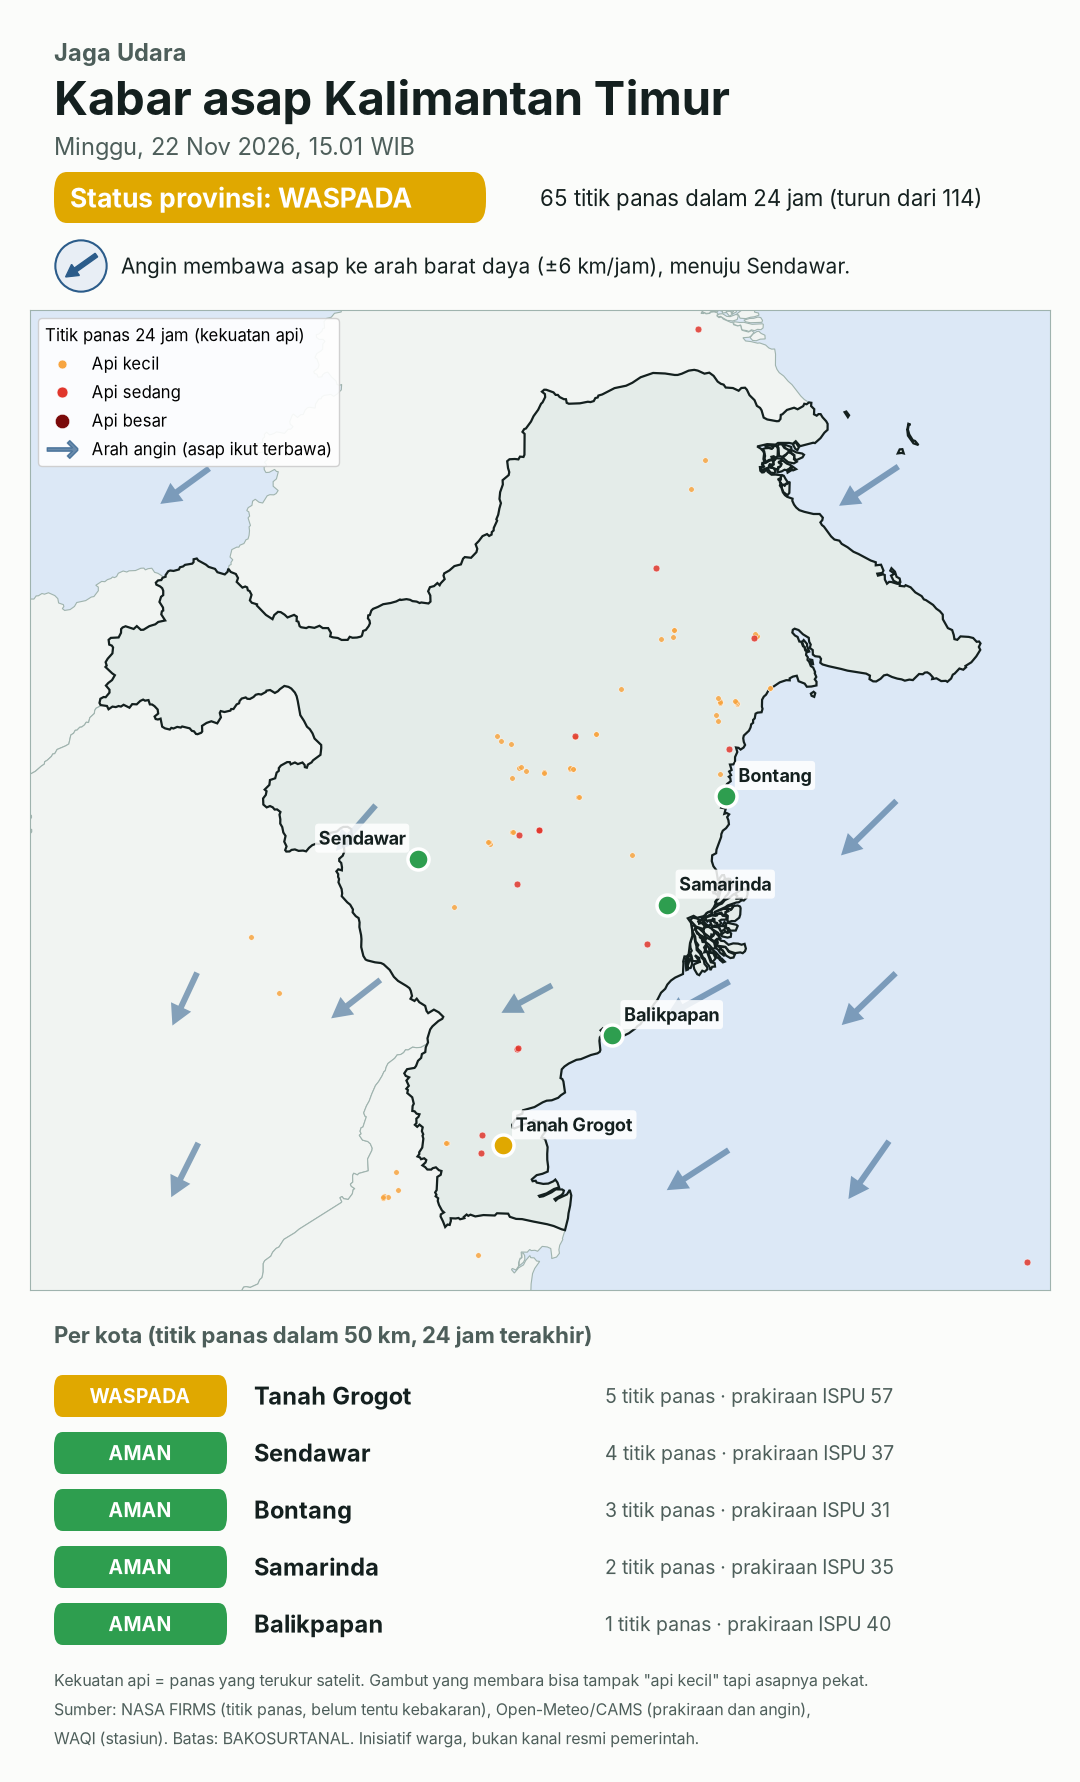 Jaga Udara
Kabar asap Kalimantan Timur
Minggu, 22 Nov 2026, 15.01 WIB
Status provinsi: WASPADA
65 titik panas dalam 24 jam (turun dari 114)
Angin membawa asap ke arah barat daya (±6 km/jam), menuju Sendawar.
Titik panas 24 jam (kekuatan api)
Api kecil
Api sedang
Api besar
Arah angin (asap ikut terbawa)
Bontang
Sendawar
Samarinda
Balikpapan
Tanah Grogot
Per kota (titik panas dalam 50 km, 24 jam terakhir)
WASPADA Tanah Grogot 5 titik panas · prakiraan ISPU 57
AMAN Sendawar 4 titik panas · prakiraan ISPU 37
AMAN Bontang 3 titik panas · prakiraan ISPU 31
AMAN Samarinda 2 titik panas · prakiraan ISPU 35
AMAN Balikpapan 1 titik panas · prakiraan ISPU 40
Kekuatan api = panas yang terukur satelit. Gambut yang membara bisa tampak "api kecil" tapi asapnya pekat.
Sumber: NASA FIRMS (titik panas, belum tentu kebakaran), Open-Meteo/CAMS (prakiraan dan angin),
WAQI (stasiun). Batas: BAKOSURTANAL. Inisiatif warga, bukan kanal resmi pemerintah.